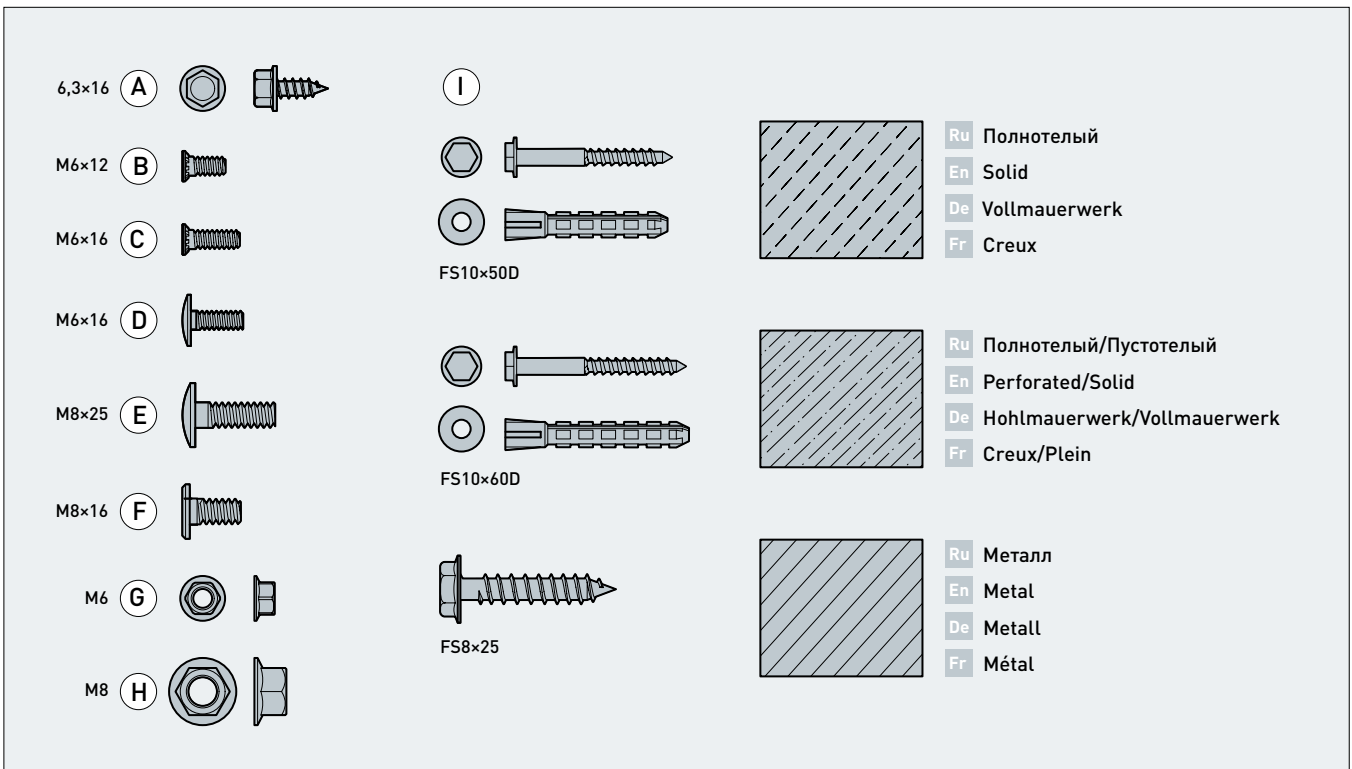 6,3×16 A
M6×12 B
M6×16 C
M6×16 D
M8×25 E
M8×16 F
M6 G
M8 H
I
FS10×50D
FS10×60D
FS8×25
Ru Полнотелый
En Solid
De Vollmauerwerk
Fr Creux
Ru Полнотелый/Пустотелый
En Perforated/Solid
De Hohlmauerwerk/Vollmauerwerk
Fr Creux/Plein
Ru Металл
En Metal
De Metall
Fr Métal